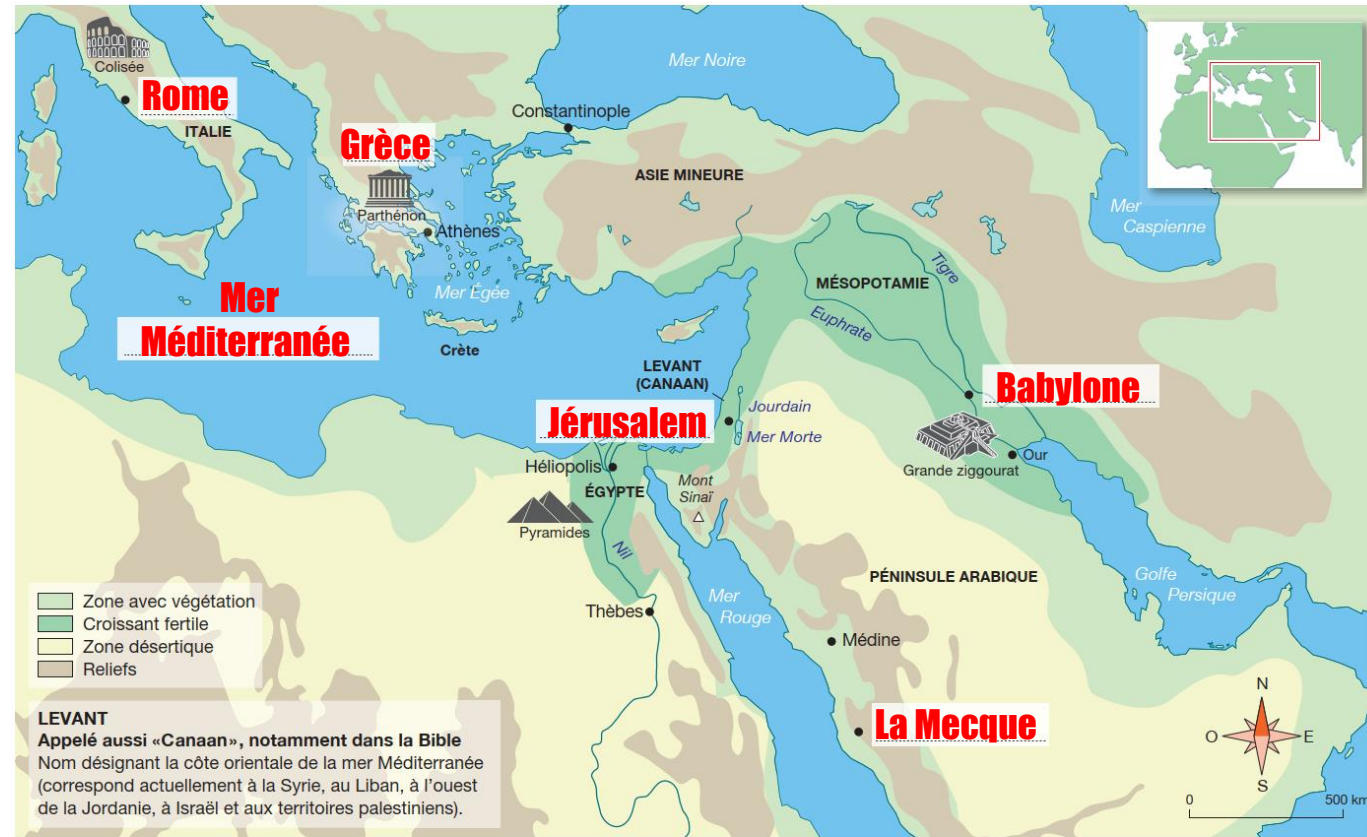 Colisée
Rome
ITALIE
Mer Noire
Constantinople
Grèce
ASIE MINEURE
Parthénon
Athènes
Mer
Caspienne
Mer
Méditerranée
Mer Égée
Crète
MÉSOPOTAMIE
Tigre
Euphrate
LEVANT
(CANAAN)
Babylone
Jérusalem
Jourdain
Mer Morte
Héliopolis
Grande ziggourat
Our
ÉGYPTE
Mont
Sinaï
Pyramides
Nil
PÉNINSULE ARABIQUE
Golfe
Persique
Mer
Rouge
Thèbes
Médine
La Mecque
Zone avec végétation
Croissant fertile
Zone désertique
Reliefs
LEVANT
Appelé aussi «Canaan», notamment dans la Bible
Nom désignant la côte orientale de la mer Méditerranée
(correspond actuellement à la Syrie, au Liban, à l'ouest
de la Jordanie, à Israël et aux territoires palestiniens).
N
O
E
S
0
500 km